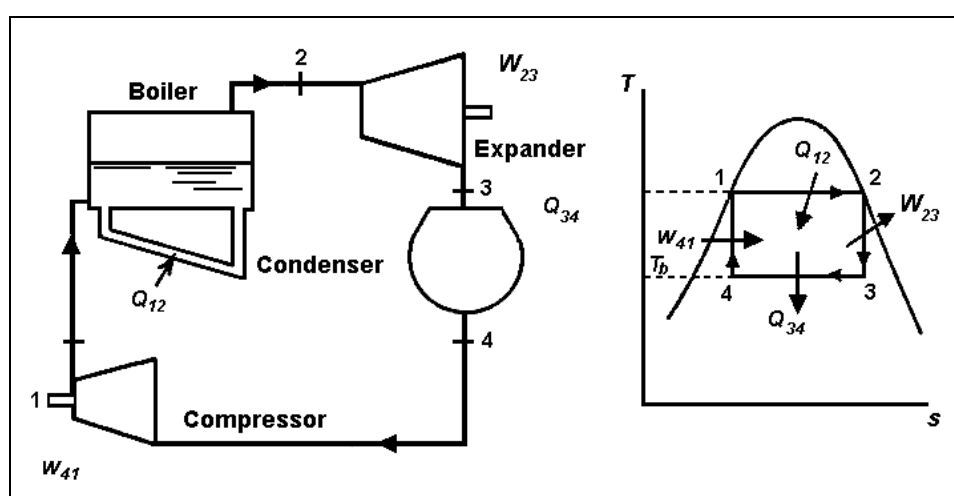 Boiler
2
W23
Expander
3
Q34
Condenser
Q12
4
1
Compressor
w41
T
1
Q12
2
W23
w41
Tb
4
3
Q34
s